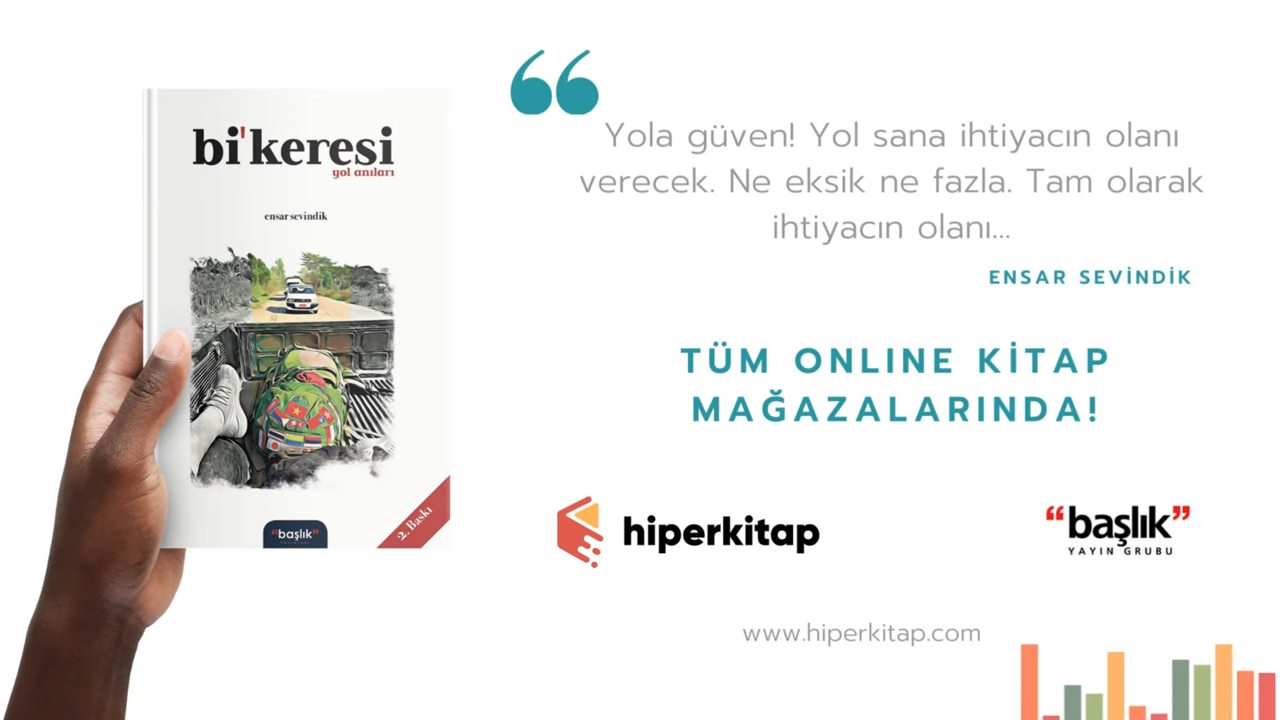 bi'keresi
yol anıları
ensar sevindik
"başlık"
2. Baskı
Yola güven! Yol sana ihtiyacın olanı
verecek. Ne eksik ne fazla. Tam olarak
ihtiyacın olanı...
ENSAR SEVİNDİK
TÜM ONLINE KİTAP
MAĞAZALARINDA!
hiperkitap
"başlık"
YAYIN GRUBU
www.hiperkitap.com